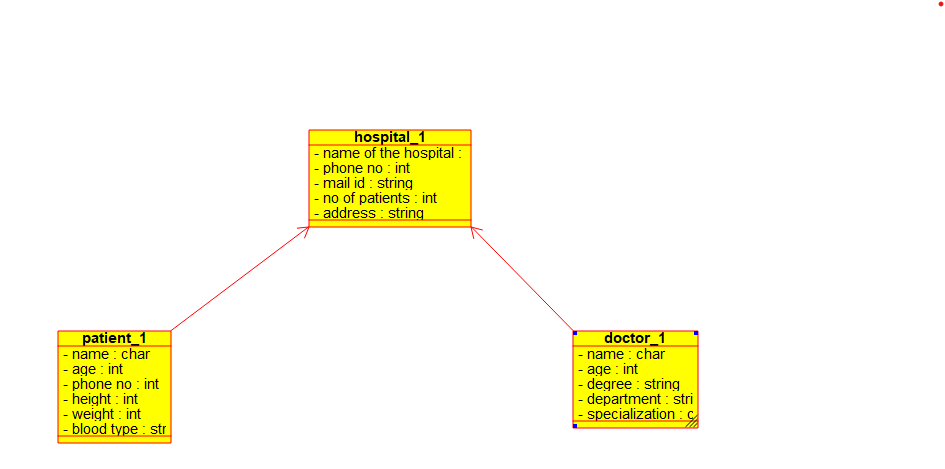 hospital_1
- name of the hospital :
- phone no : int
- mail id : string
- no of patients : int
- address : string
patient_1
- name : char
- age : int
- phone no : int
- height : int
- weight : int
- blood type : str
doctor_1
- name : char
- age : int
- degree : string
- department : stri
- specialization : c